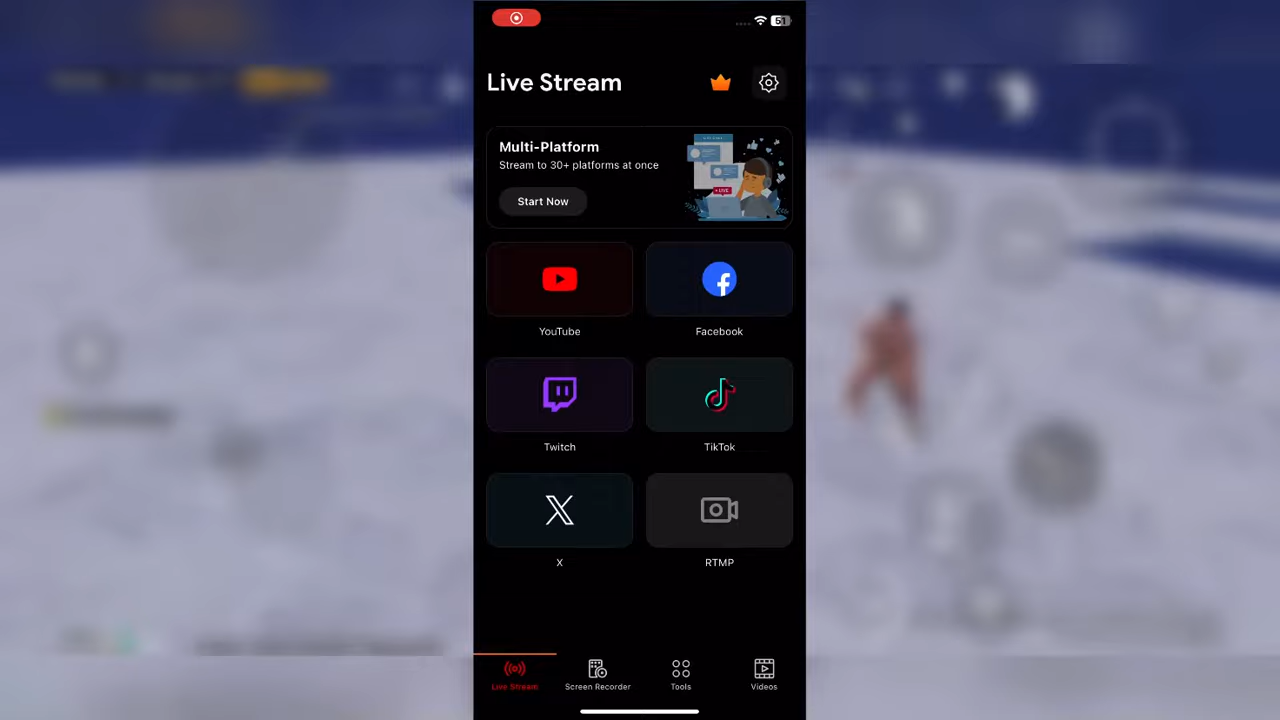 51
Live Stream
Multi-Platform
Stream to 30+ platforms at once
Start Now
YouTube
Facebook
Twitch
TikTok
X
RTMP
Live Stream
Screen Recorder
Tools
Videos